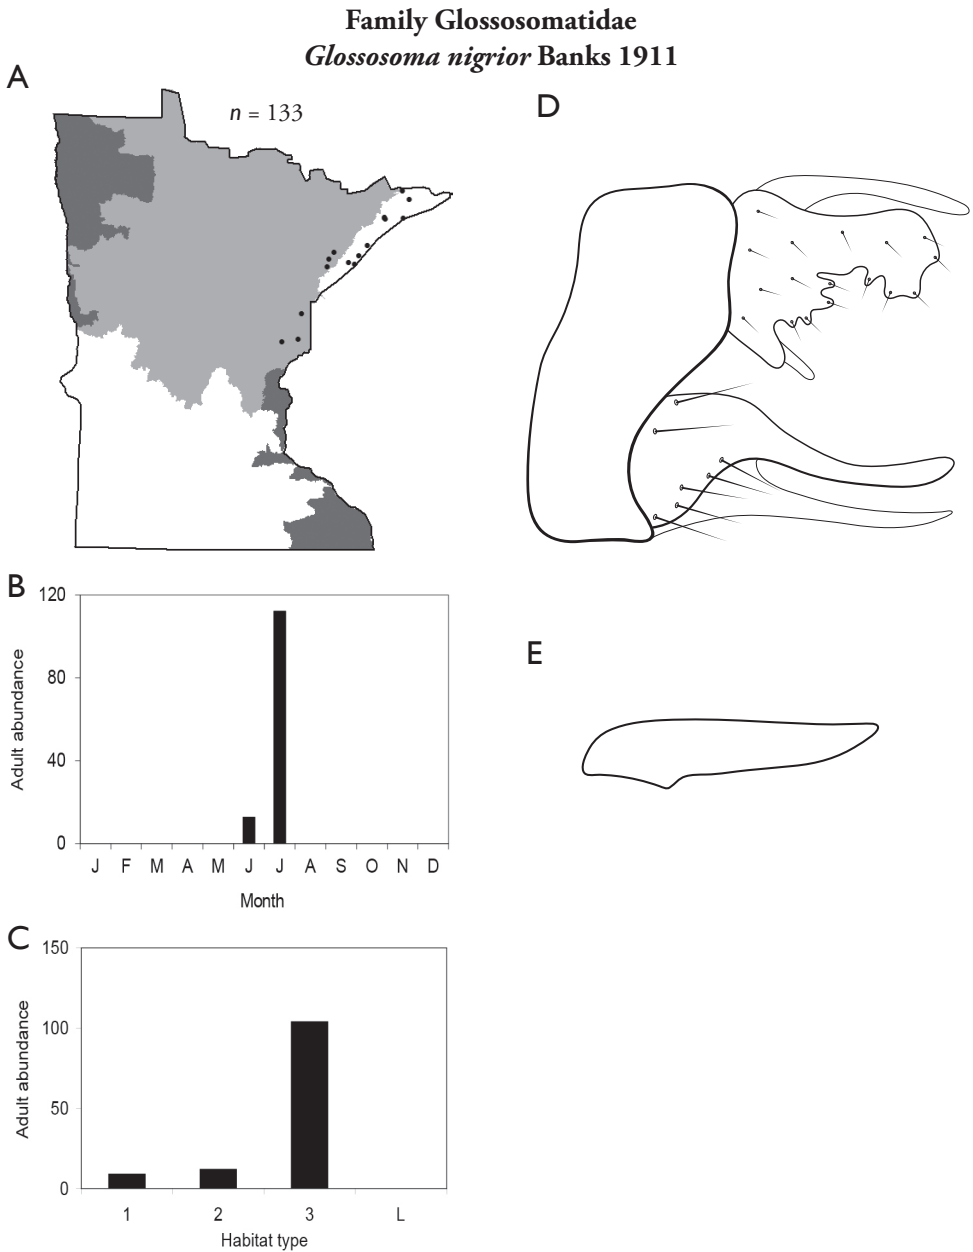 Family Glossosomatidae
Glossosoma nigrior Banks 1911
A
n = 133
D
B
120
80
40
0
Adult abundance
J F M A M J J A S O N D
Month
E
C
150
100
50
0
Adult abundance
1 2 3 L
Habitat type